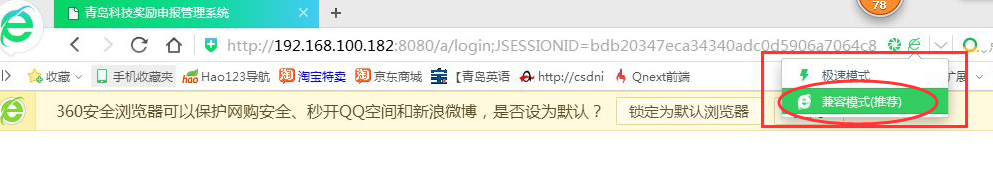 78
青岛科技奖励申报管理系统
http://192.168.100.182:8080/a/login;JSESSIONID=bdb20347eca34340adc0d5906a7064c8
收藏 手机收藏夹 Hao123导航 淘 淘宝特卖 淘 京东商城 【青岛英语 http://csdni Qnext前端 扩展
极速模式
兼容模式(推荐)
360安全浏览器可以保护网购安全、秒开QQ空间和新浪微博，是否设为默认？ 锁定为默认浏览器